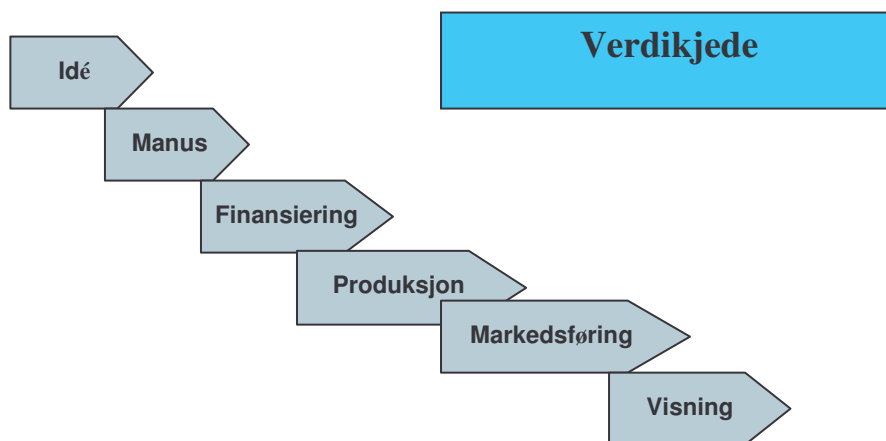 Verdikjede
Idé
Manus
Finansiering
Produksjon
Markedsføring
Visning